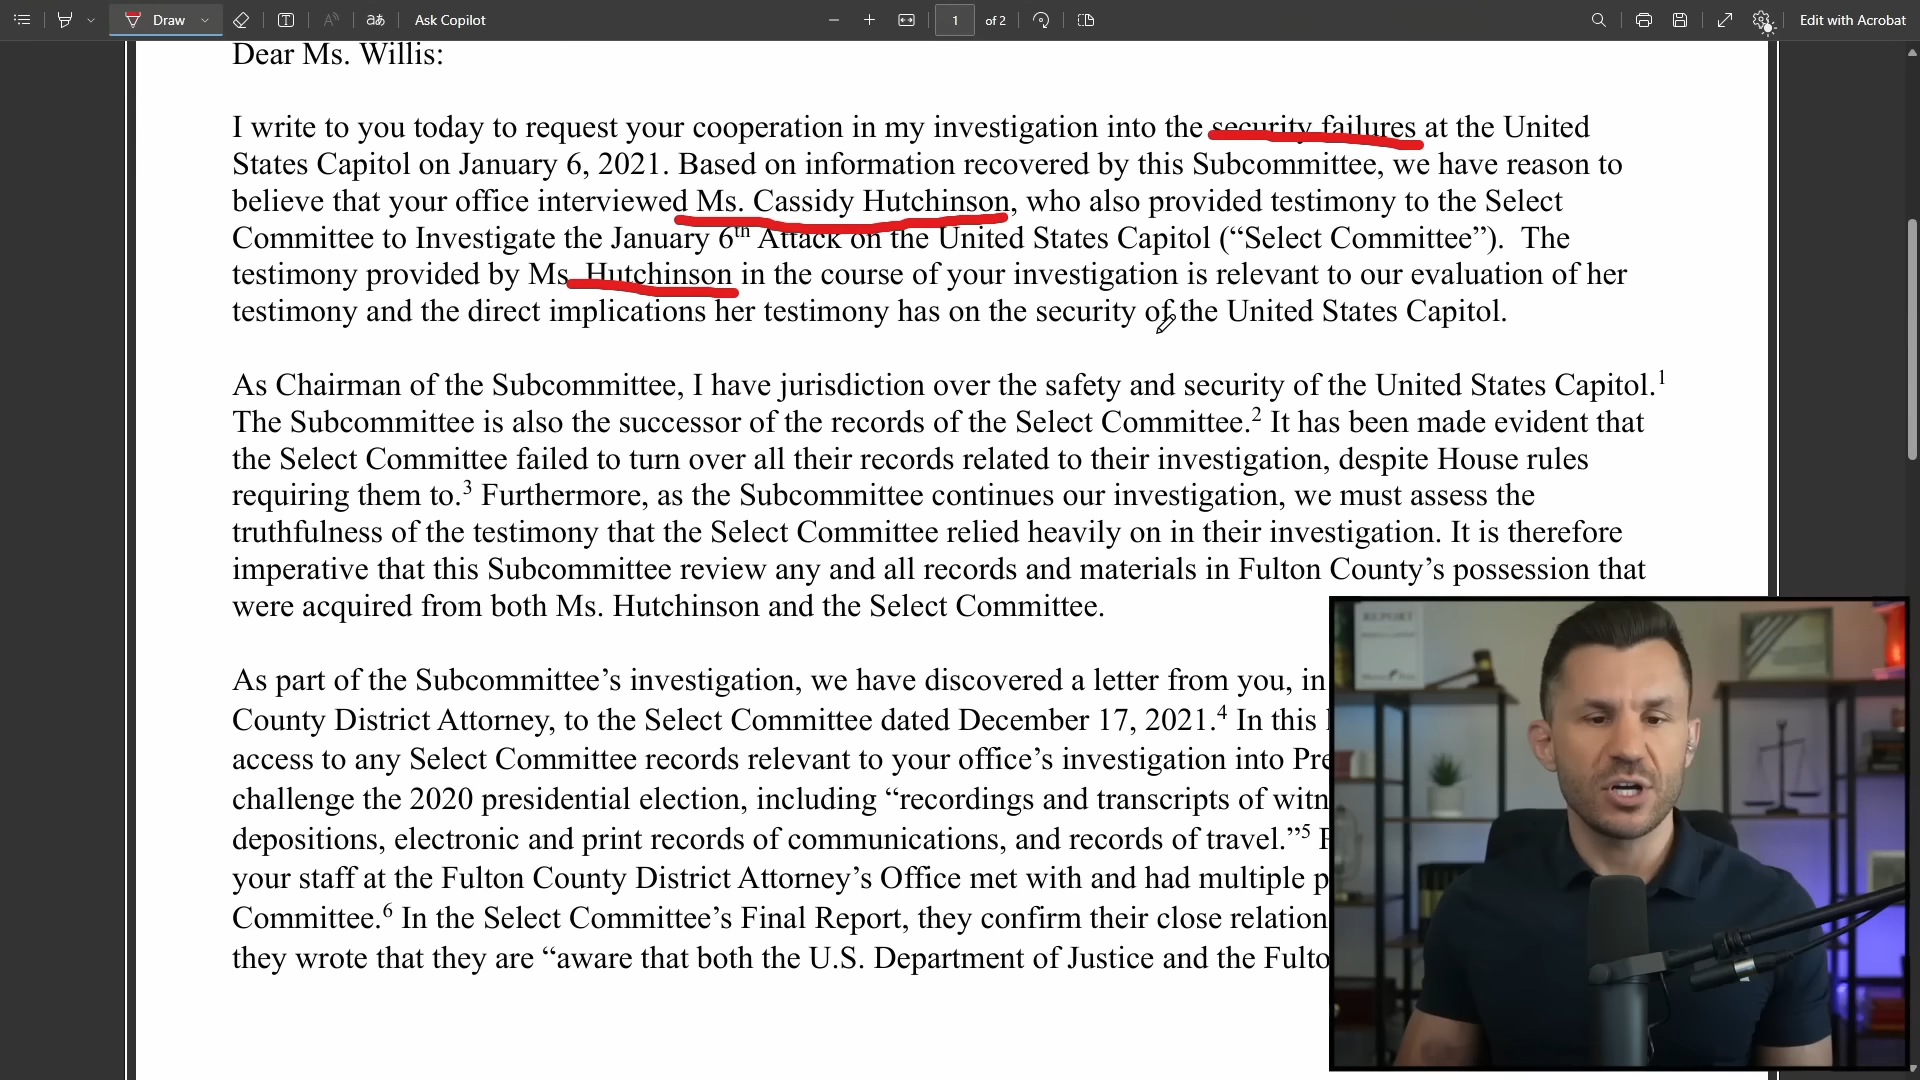 Draw
Ask Copilot
1
of 2
Edit with Acrobat
Dear Ms. Willis:
I write to you today to request your cooperation in my investigation into the security failures at the United
States Capitol on January 6, 2021. Based on information recovered by this Subcommittee, we have reason to
believe that your office interviewed Ms. Cassidy Hutchinson, who also provided testimony to the Select
Committee to Investigate the January 6th Attack on the United States Capitol (“Select Committee”).  The
testimony provided by Ms. Hutchinson in the course of your investigation is relevant to our evaluation of her
testimony and the direct implications her testimony has on the security of the United States Capitol.
As Chairman of the Subcommittee, I have jurisdiction over the safety and security of the United States Capitol.1
The Subcommittee is also the successor of the records of the Select Committee.2 It has been made evident that
the Select Committee failed to turn over all their records related to their investigation, despite House rules
requiring them to.3 Furthermore, as the Subcommittee continues our investigation, we must assess the
truthfulness of the testimony that the Select Committee relied heavily on in their investigation. It is therefore
imperative that this Subcommittee review any and all records and materials in Fulton County’s possession that
were acquired from both Ms. Hutchinson and the Select Committee.
As part of the Subcommittee’s investigation, we have discovered a letter from you, in
County District Attorney, to the Select Committee dated December 17, 2021.4 In this
access to any Select Committee records relevant to your office’s investigation into Pre
challenge the 2020 presidential election, including “recordings and transcripts of witn
depositions, electronic and print records of communications, and records of travel.”5 F
your staff at the Fulton County District Attorney’s Office met with and had multiple p
Committee.6 In the Select Committee’s Final Report, they confirm their close relation
they wrote that they are “aware that both the U.S. Department of Justice and the Fulto
REPORT